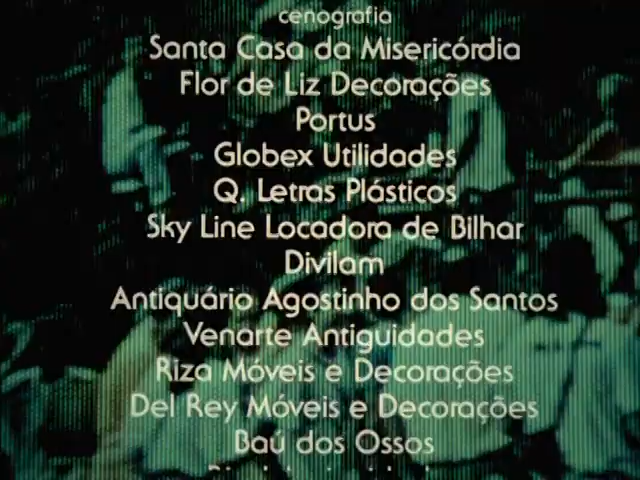 cenografia
Santa Casa da Misericórdia
Flor de Liz Decorações
Portus
Globex Utilidades
Q. Letras Plásticos
Sky Line Locadora de Bilhar
Divilam
Antiquário Agostinho dos Santos
Venarte Antiguidades
Riza Móveis e Decorações
Del Rey Móveis e Decorações
Baú dos Ossos